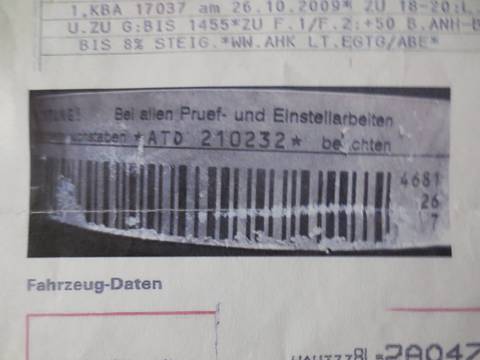 1,KBA 17037 am 26.10.2009* ZU 18-20:L,
U.ZU G:BIS 1455*ZU F.1/F.2:+50 B.ANH-B
BIS 8% STEIG.*WW.AHK LT.EGTG/ABE*
Bei allen Pruef- und Einstellarbeiten
*ATD 210232*
4681
26
7
Fahrzeug-Daten